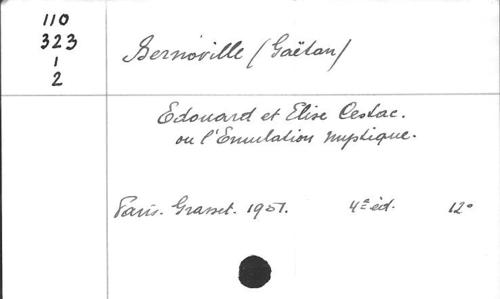 110
323
1
2
Bernoville (Gaëtan)
Edouard et Elise Cestac.
ou l'Emulation mystique.
Paris. Grasset. 1951. 4e éd. 12°